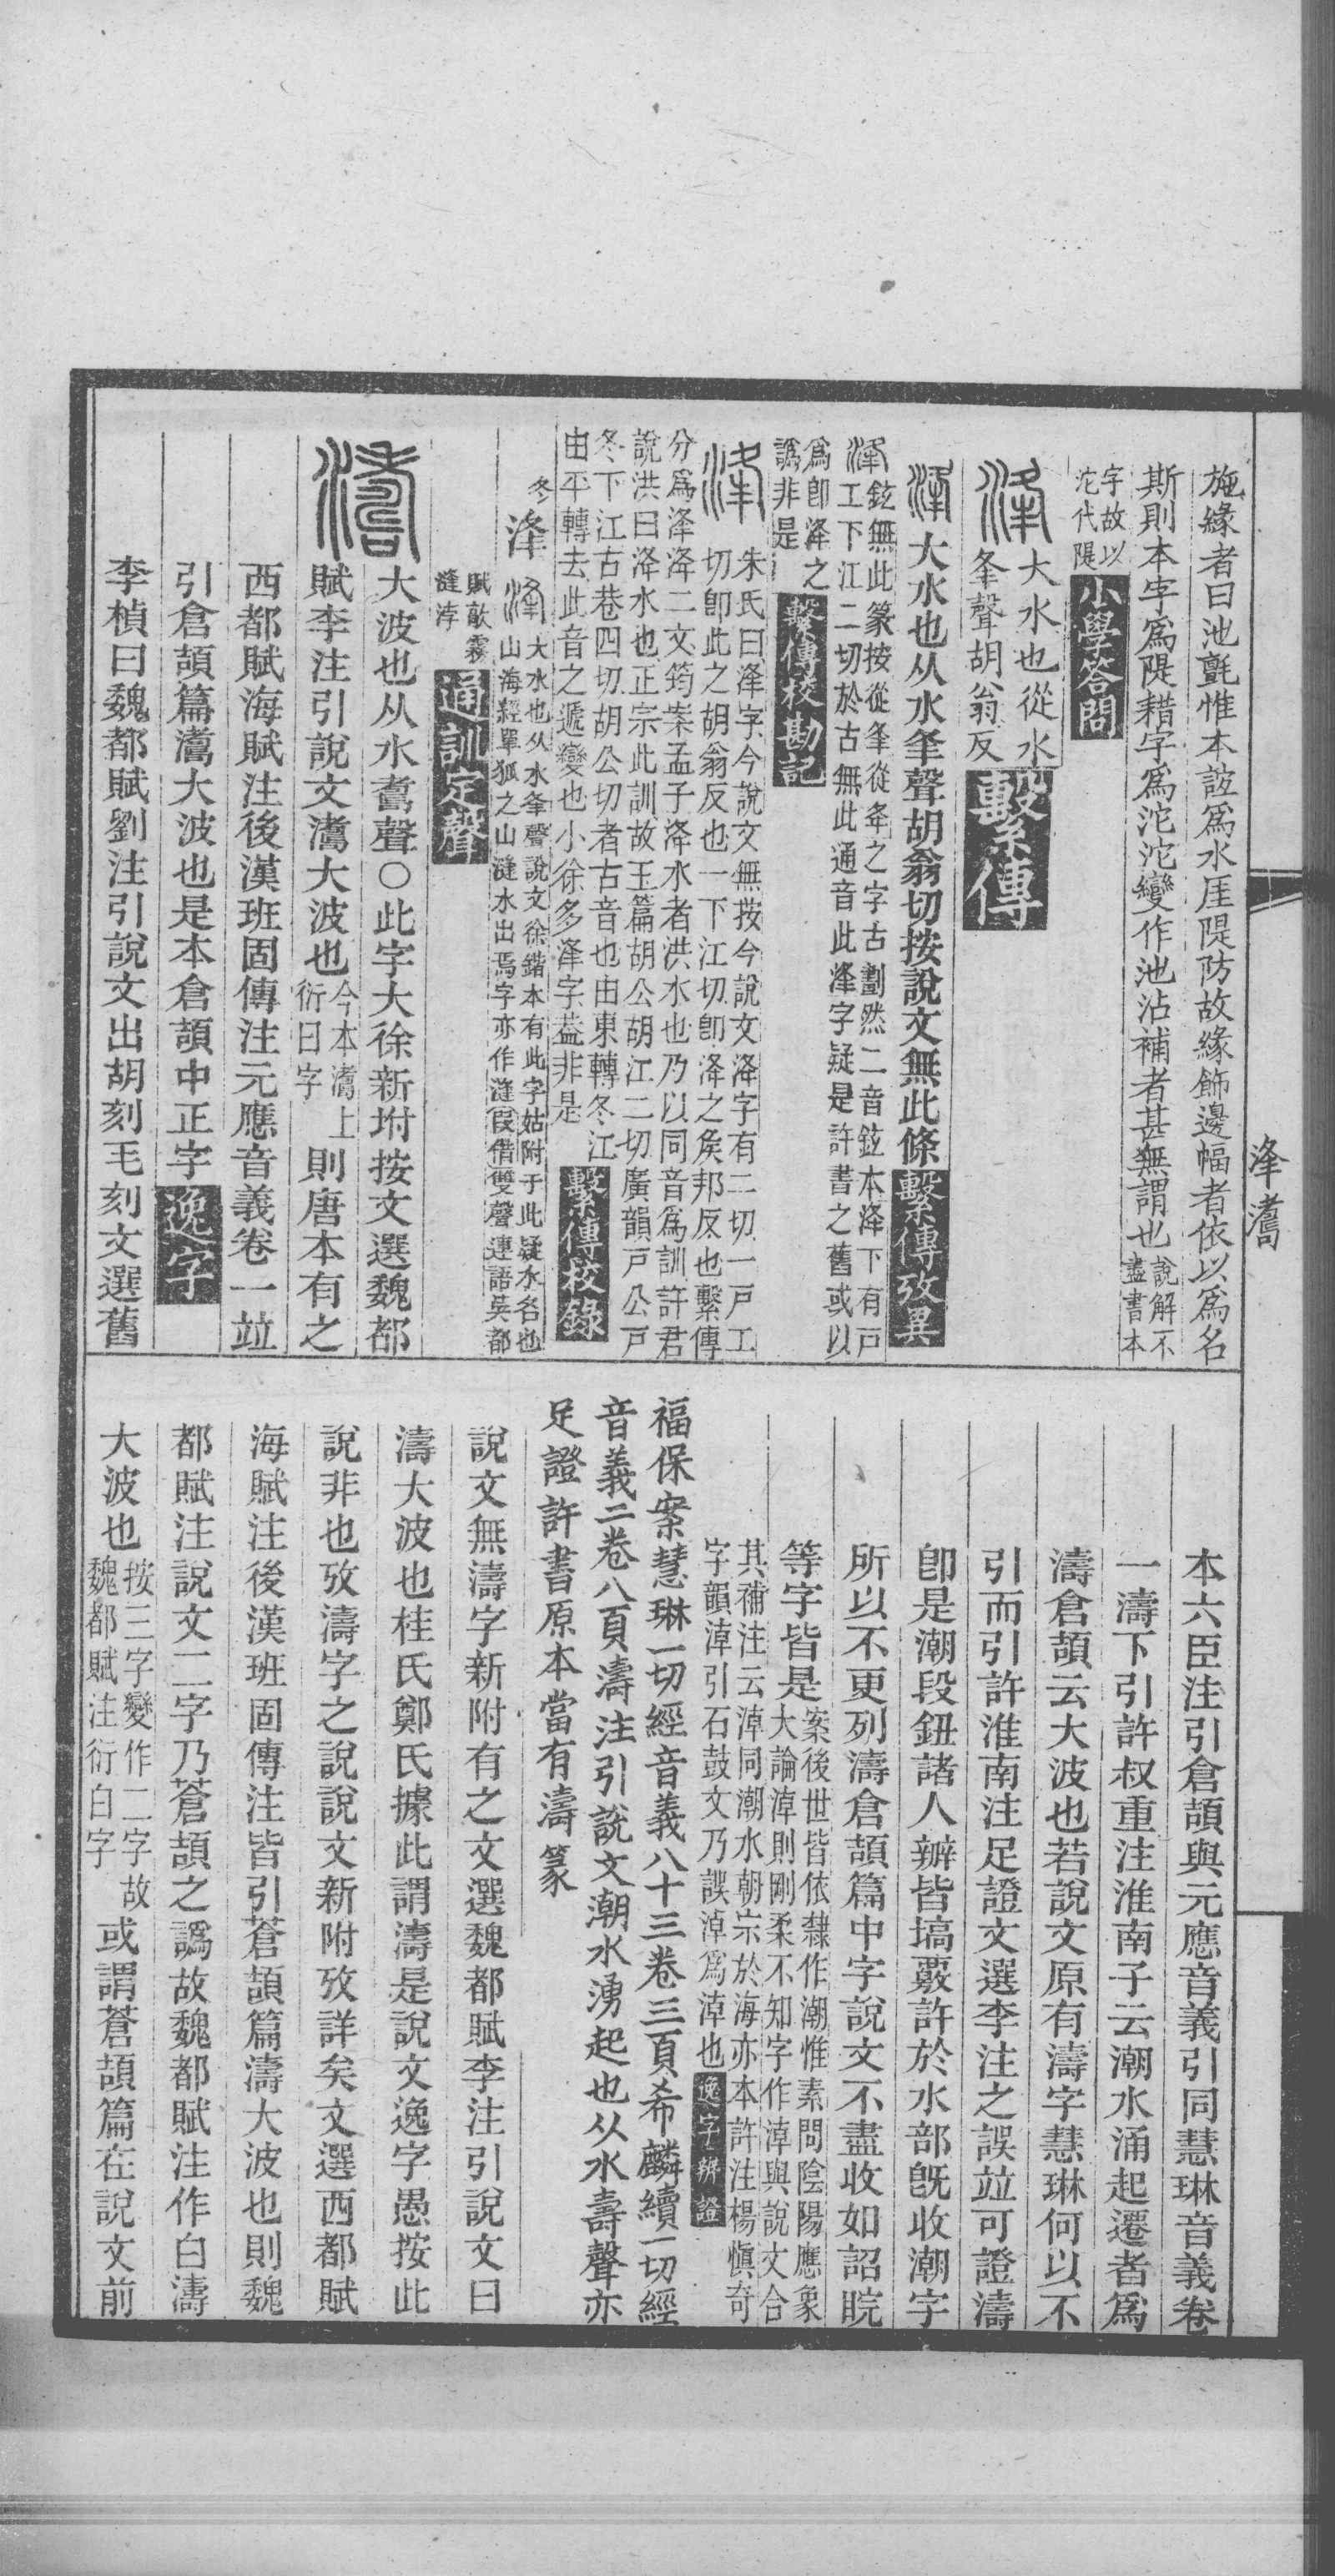 施緣者曰池氈惟本誼爲水厓隄防故緣飾邊幅者依以爲名
斯則本字爲隄耤字爲沱沱變作池沾補者甚無謂也說解不
盡書本
字故以
沱代隄
小學答問
洚
大水也從水
夅聲胡翁反
繫傳
大水也从水夅聲胡翁切按說文無此條
繫傳攷異
鉉無此篆按從夆從夅之字古劃然二音鉉本洚下有戸
工下江二切於古無此通音此浲字疑是許書之舊或以
爲卽洚之
譌非是
繫傳校勘記
朱氏曰浲字今說文無按今說文洚字有二切一戸工
切卽此之胡翁反也一下江切卽洚之矦邦反也繫傳
分爲浲洚二文筠案孟子洚水者洪水也乃以同音爲訓許君
說洪曰洚水也正宗此訓故玉篇胡公胡江二切廣韻戸公戸
冬下江古巷四切胡公切者古音也由東轉冬江
由平轉去此音之遞變也小徐多浲字葢非是
繫傳校錄
冬
浲
大水也从水夆聲說文徐鍇本有此字姑附于此疑水名也
山海經單狐之山漨水出焉字亦作漨叚借雙聲連語吳都
賦歊霧
漨浡
通訓定聲
濤
大波也从水壽聲○此字大徐新坿按文選魏都
賦李注引說文濤大波也
今本濤上
衍曰字
則唐本有之
西都賦海賦注後漢班固傳注元應音義卷一竝
引倉頡篇濤大波也是本倉頡中正字
逸字
李楨曰魏都賦劉注引說文出胡刻毛刻文選舊
本六臣注引倉頡與元應音義引同慧琳音義卷
一濤下引許叔重注淮南子云潮水涌起遷者爲
濤倉頡云大波也若說文原有濤字慧琳何以不
引而引許淮南注足證文選李注之誤竝可證濤
卽是潮段鈕諸人辨皆塙覈許於水部旣收潮字
所以不更列濤倉頡篇中字說文不盡收如詔睆
等字皆是
案後世皆依隸作潮惟素問陰陽應象
大論淖則剛柔不知字作淖與說文合
其補注云淖同潮水朝宗於海亦本許注楊愼奇
字韻淖引石鼓文乃誤淖爲淖也
逸字辨證
福保案慧琳一切經音義八十三卷三頁希麟續一切經
音義二卷八頁濤注引說文潮水湧起也从水壽聲亦
足證許書原本當有濤篆
說文無濤字新附有之文選魏都賦李注引說文曰
濤大波也桂氏鄭氏據此謂濤是說文逸字愚按此
說非也攷濤字之說說文新附攷詳矣文選西都賦
海賦注後漢班固傳注皆引蒼頡篇濤大波也則魏
都賦注說文二字乃蒼頡之譌故魏都賦注作白濤
大波也
按三字變作二字故
魏都賦注衍白字
或謂蒼頡篇在說文前
浲濤